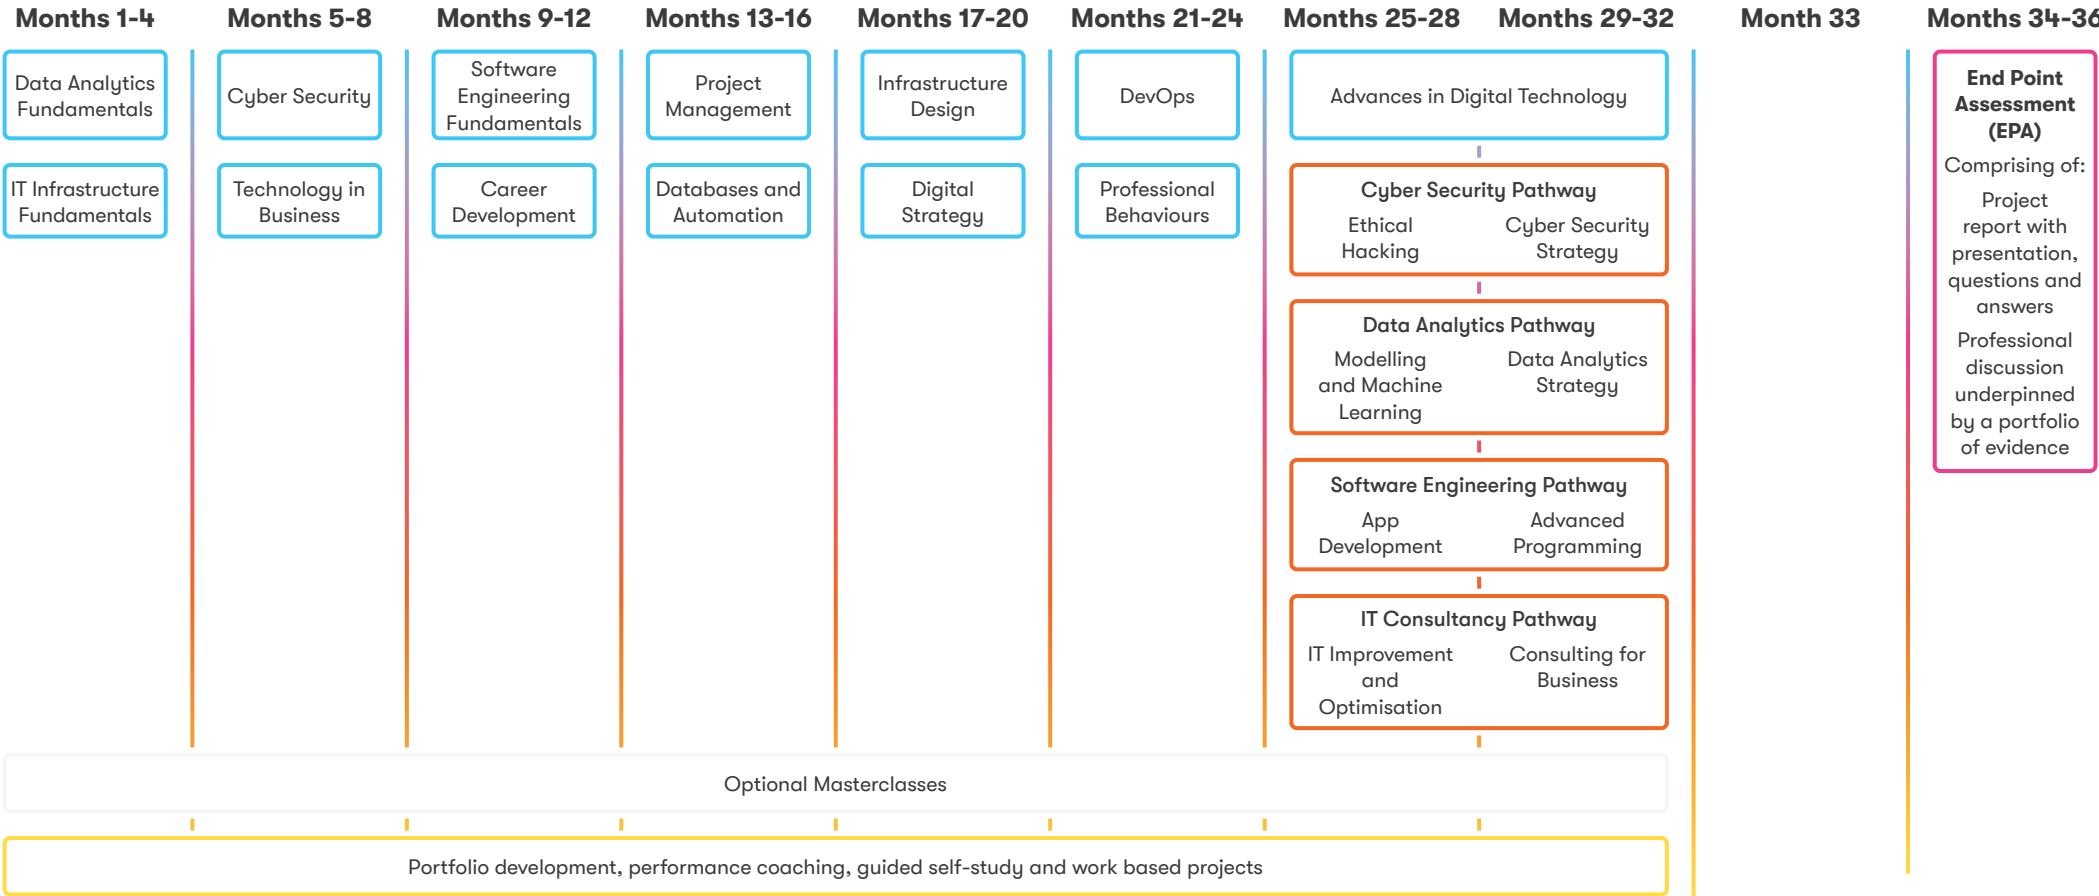 Months 1-4
Months 5-8
Months 9-12
Months 13-16
Months 17-20
Months 21-24
Months 25-28
Months 29-32
Month 33
Months 34-36
Data Analytics
Fundamentals
IT Infrastructure
Fundamentals
Cyber Security
Technology in
Business
Software
Engineering
Fundamentals
Career
Development
Project
Management
Databases and
Automation
Infrastructure
Design
Digital
Strategy
DevOps
Professional
Behaviours
Advances in Digital Technology
Cyber Security Pathway
Ethical
Hacking
Cyber Security
Strategy
Data Analytics Pathway
Modelling
and Machine
Learning
Data Analytics
Strategy
Software Engineering Pathway
App
Development
Advanced
Programming
IT Consultancy Pathway
IT Improvement
and
Optimisation
Consulting for
Business
End Point
Assessment
(EPA)
Comprising of:
Project
report with
presentation,
questions and
answers
Professional
discussion
underpinned
by a portfolio
of evidence
Optional Masterclasses
Portfolio development, performance coaching, guided self-study and work based projects